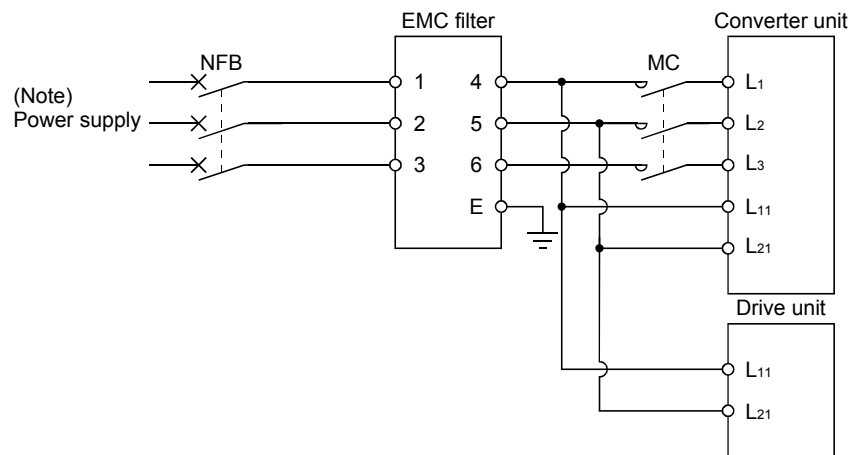 EMC filter
Converter unit
NFB
MC
(Note)
Power supply
1 4
2 5
3 6
E
L1
L2
L3
L11
L21
Drive unit
L11
L21